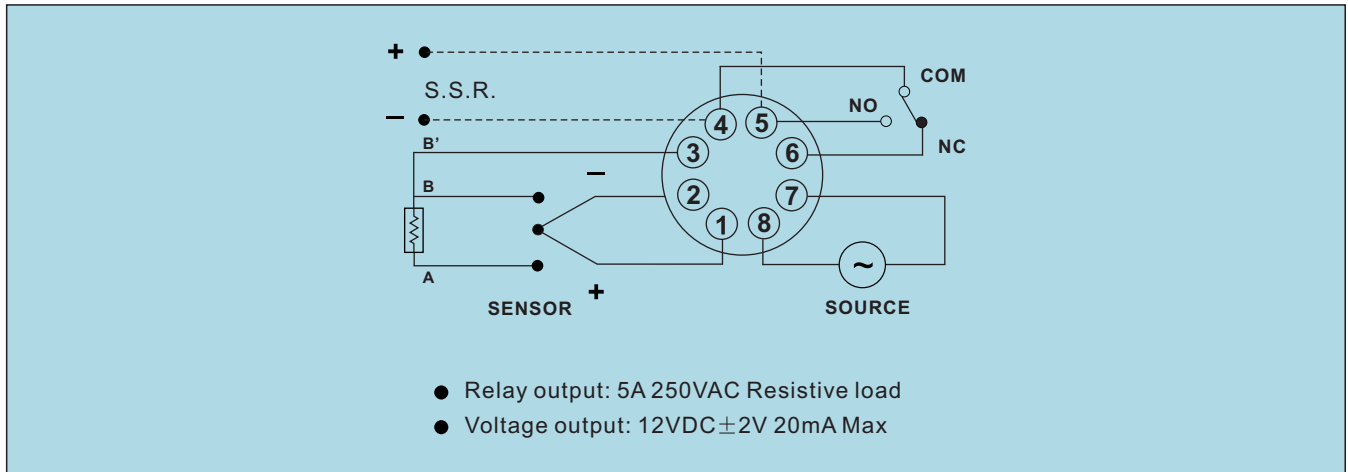 +
S.S.R.
−
COM
NO
NC
4 5
3 6
2 7
1 8
B’
B
A
−
+
~
SENSOR
SOURCE
● Relay output: 5A 250VAC Resistive load
● Voltage output: 12VDC±2V 20mA Max